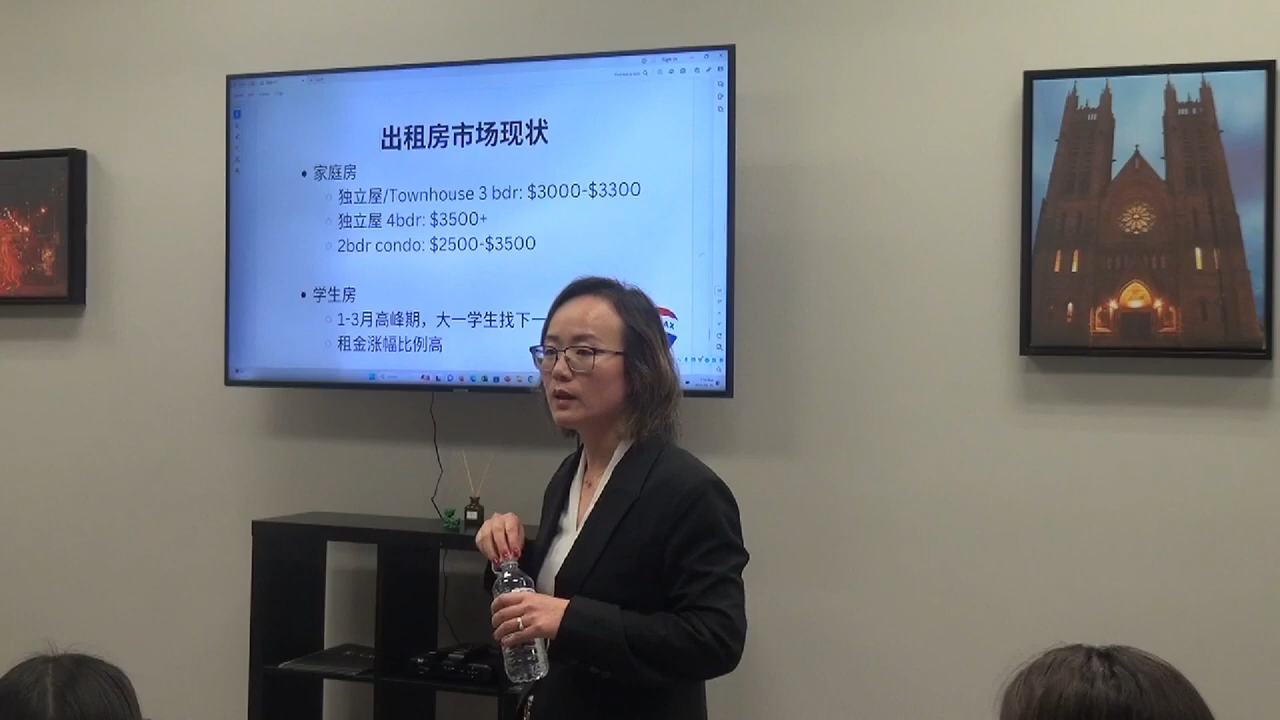 出租房市场现状
• 家庭房
○ 独立屋/Townhouse 3 bdr: $3000-$3300
○ 独立屋 4bdr: $3500+
○ 2bdr condo: $2500-$3500
• 学生房
○ 1-3月高峰期，大一学生找下一
○ 租金涨幅比例高
Sign in